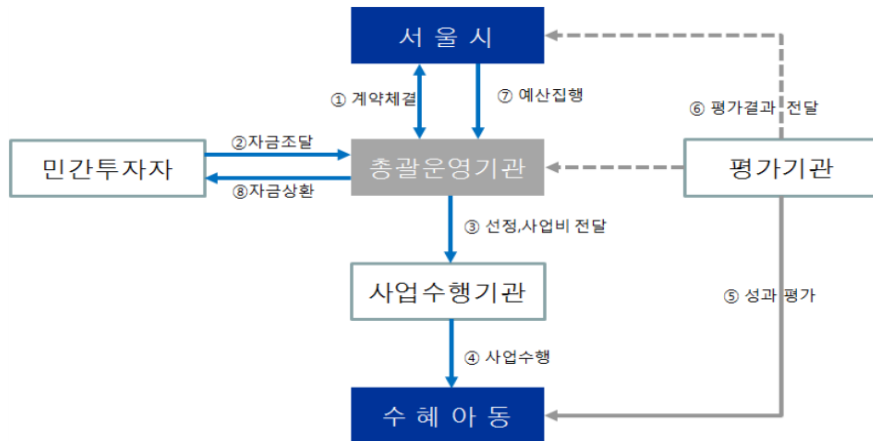 서 울 시
① 계약체결
⑦ 예산집행
⑥ 평가결과 전달
②자금조달
민간투자자
총괄운영기관
평가기관
⑧자금상환
③ 선정,사업비 전달
사업수행기관
⑤ 성과 평가
④ 사업수행
수 혜 아 동